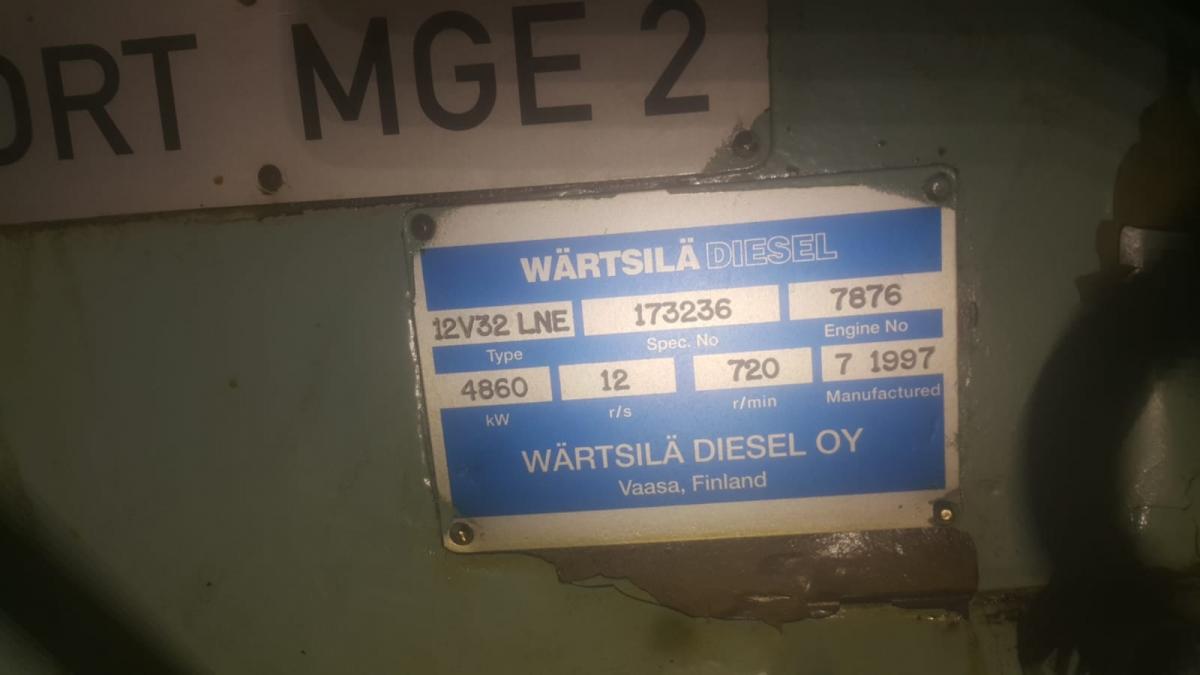 ORT MGE 2
WÄRTSILÄ DIESEL
12V32 LNE 173236 7876
Type Spec. No Engine No
4860 12 720 7 1997
kW r/s r/min Manufactured
WÄRTSILÄ DIESEL OY
Vaasa, Finland